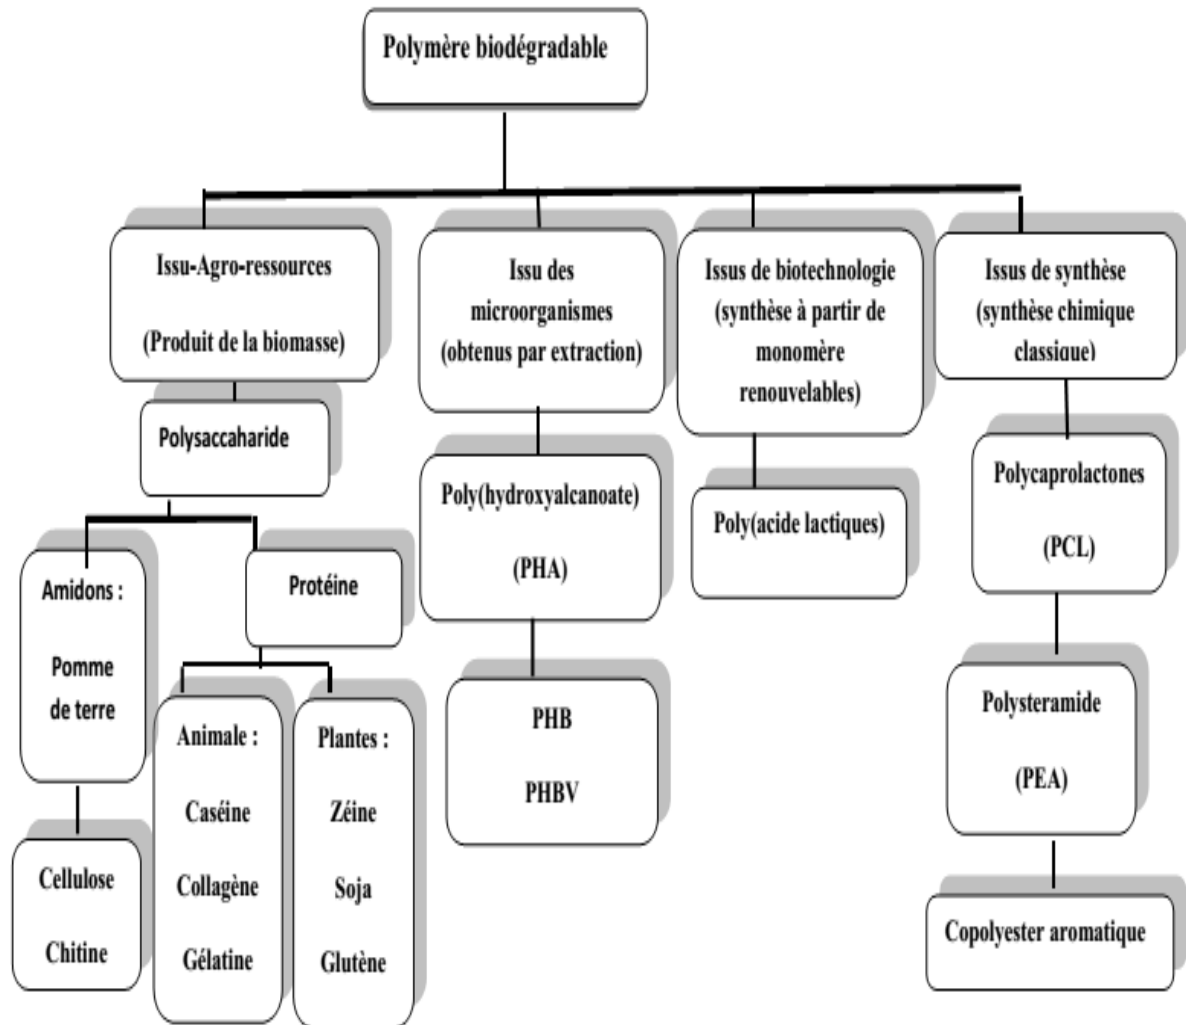 Polymère biodégradable
Issu-Agro-ressources
(Produit de la biomasse)
Issu des
microorganismes
(obtenus par extraction)
Issus de biotechnologie
(synthèse à partir de
monomère
renouvelables)
Issus de synthèse
(synthèse chimique
classique)
Polysaccaharide
Poly(hydroxyalcanoate)
(PHA)
Poly(acide lactiques)
Polycaprolactones
(PCL)
Amidons :
Pomme
de terre
Protéine
Animale :
Caséine
Collagène
Gélatine
Plantes :
Zéine
Soja
Glutène
PHB
PHBV
Polysteramide
(PEA)
Cellulose
Chitine
Copolyester aromatique